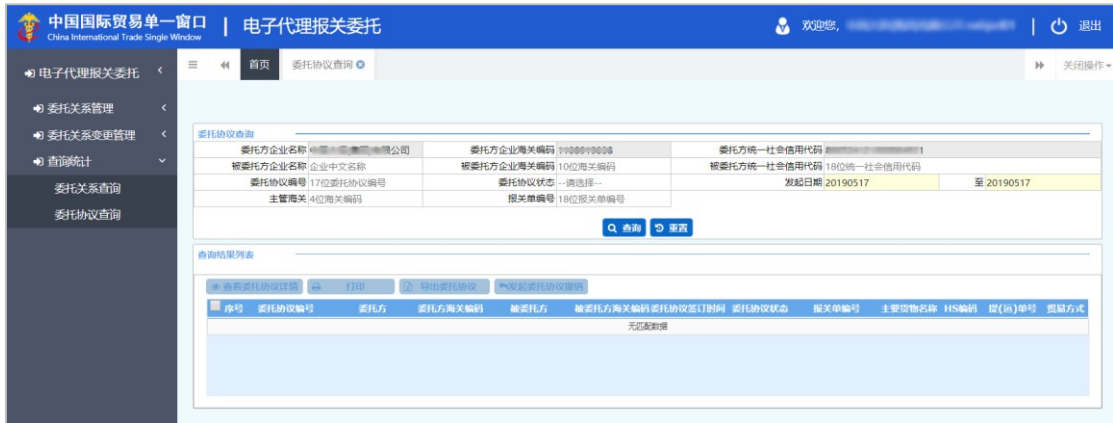 中国国际贸易单一窗口 | 电子代理报关委托 欢迎您, | 退出
China International Trade Single Window
电子代理报关委托
首页 委托协议查询 关闭操作
委托关系管理
委托关系变更管理
查询统计
委托关系查询
委托协议查询
委托协议查询
委托方企业名称 限公司 委托方企业海关编码 委托方统一社会信用代码 1
被委托方企业名称 企业中文名称 被委托方企业海关编码 10位海关编码 被委托方统一社会信用代码 18位统一社会信用代码
委托协议编号 17位委托协议编号 委托协议状态 --请选择-- 发起日期 20190517 至 20190517
主管海关 4位海关编码 报关单编号 18位报关单编号
查询 重置
查询结果列表
查看委托协议详情 打印 导出委托协议 发起委托协议撤销
序号 委托协议编号 委托方 委托方海关编码 被委托方 被委托方海关编码 委托协议签订时间 委托协议状态 报关单编号 主要货物名称 HS编码 提(运)单号 贸易方式
无匹配数据